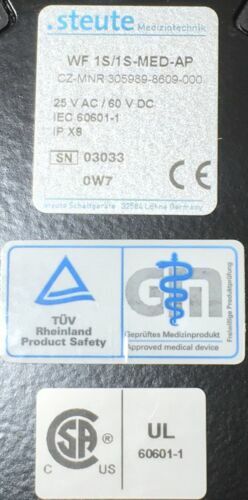 .steute Medizintechnik
WF 1S/1S-MED-AP
CZ-MNR 305989-8609-000
25 V AC / 60 V DC
IEC 60601-1
IP X8
SN 03033
0W7
CE
steute Schaltgeräte 32584 Löhne Germany
TÜV
Rheinland
Product Safety
GM
Geprüftes Medizinprodukt
Approved medical device
Freiwillige Produktprüfung
CSA
C US
UL
60601-1